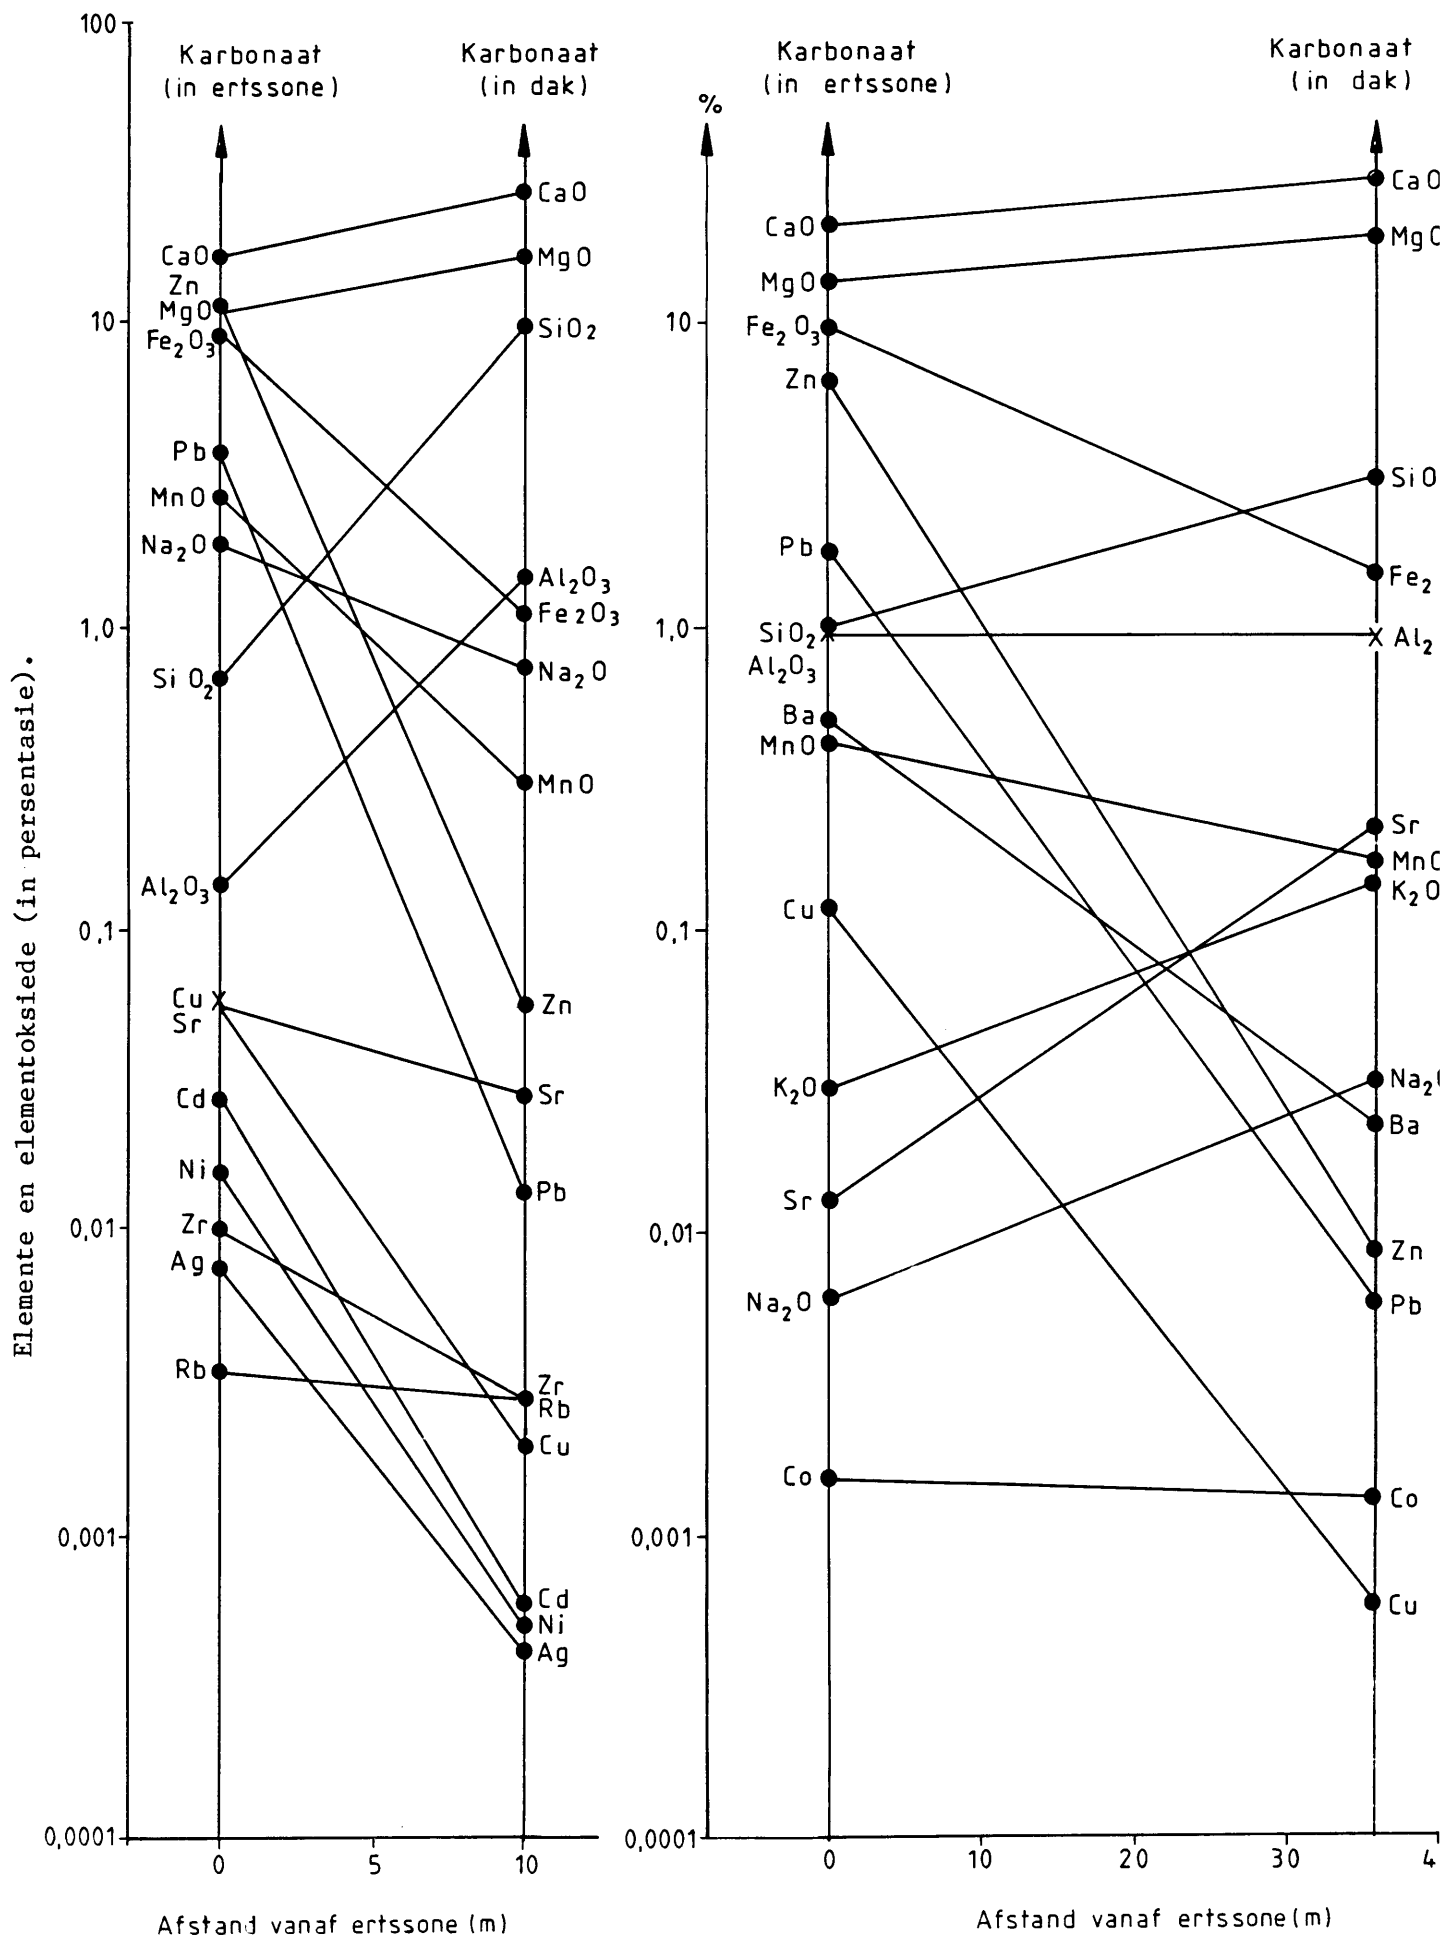 Elemente en elementoksiede (in persentasie).
100
10
1,0
0,1
0,01
0,001
0,0001
Karbonaat
(in ertssone)
CaO
Zn
MgO
Fe₂O₃
Pb
MnO
Na₂O
SiO₂
Al₂O₃
Cu
Sr
Cd
Ni
Zr
Ag
Rb
Karbonaat
(in dak)
CaO
MgO
SiO₂
Al₂O₃
Fe₂O₃
Na₂O
MnO
Zn
Sr
Pb
Zr
Rb
Cu
Cd
Ni
Ag
0
5
10
Afstand vanaf ertssone (m)
%
10
1,0
0,1
0,01
0,001
0,0001
Karbonaat
(in ertssone)
CaO
MgO
Fe₂O₃
Zn
Pb
SiO₂
Al₂O₃
Ba
MnO
Cu
K₂O
Sr
Na₂O
Co
Karbonaat
(in dak)
CaO
MgO
SiO
Fe₂
Al₂
Sr
MnO
K₂O
Na₂O
Ba
Zn
Pb
Co
Cu
0
10
20
30
4
Afstand vanaf ertssone (m)